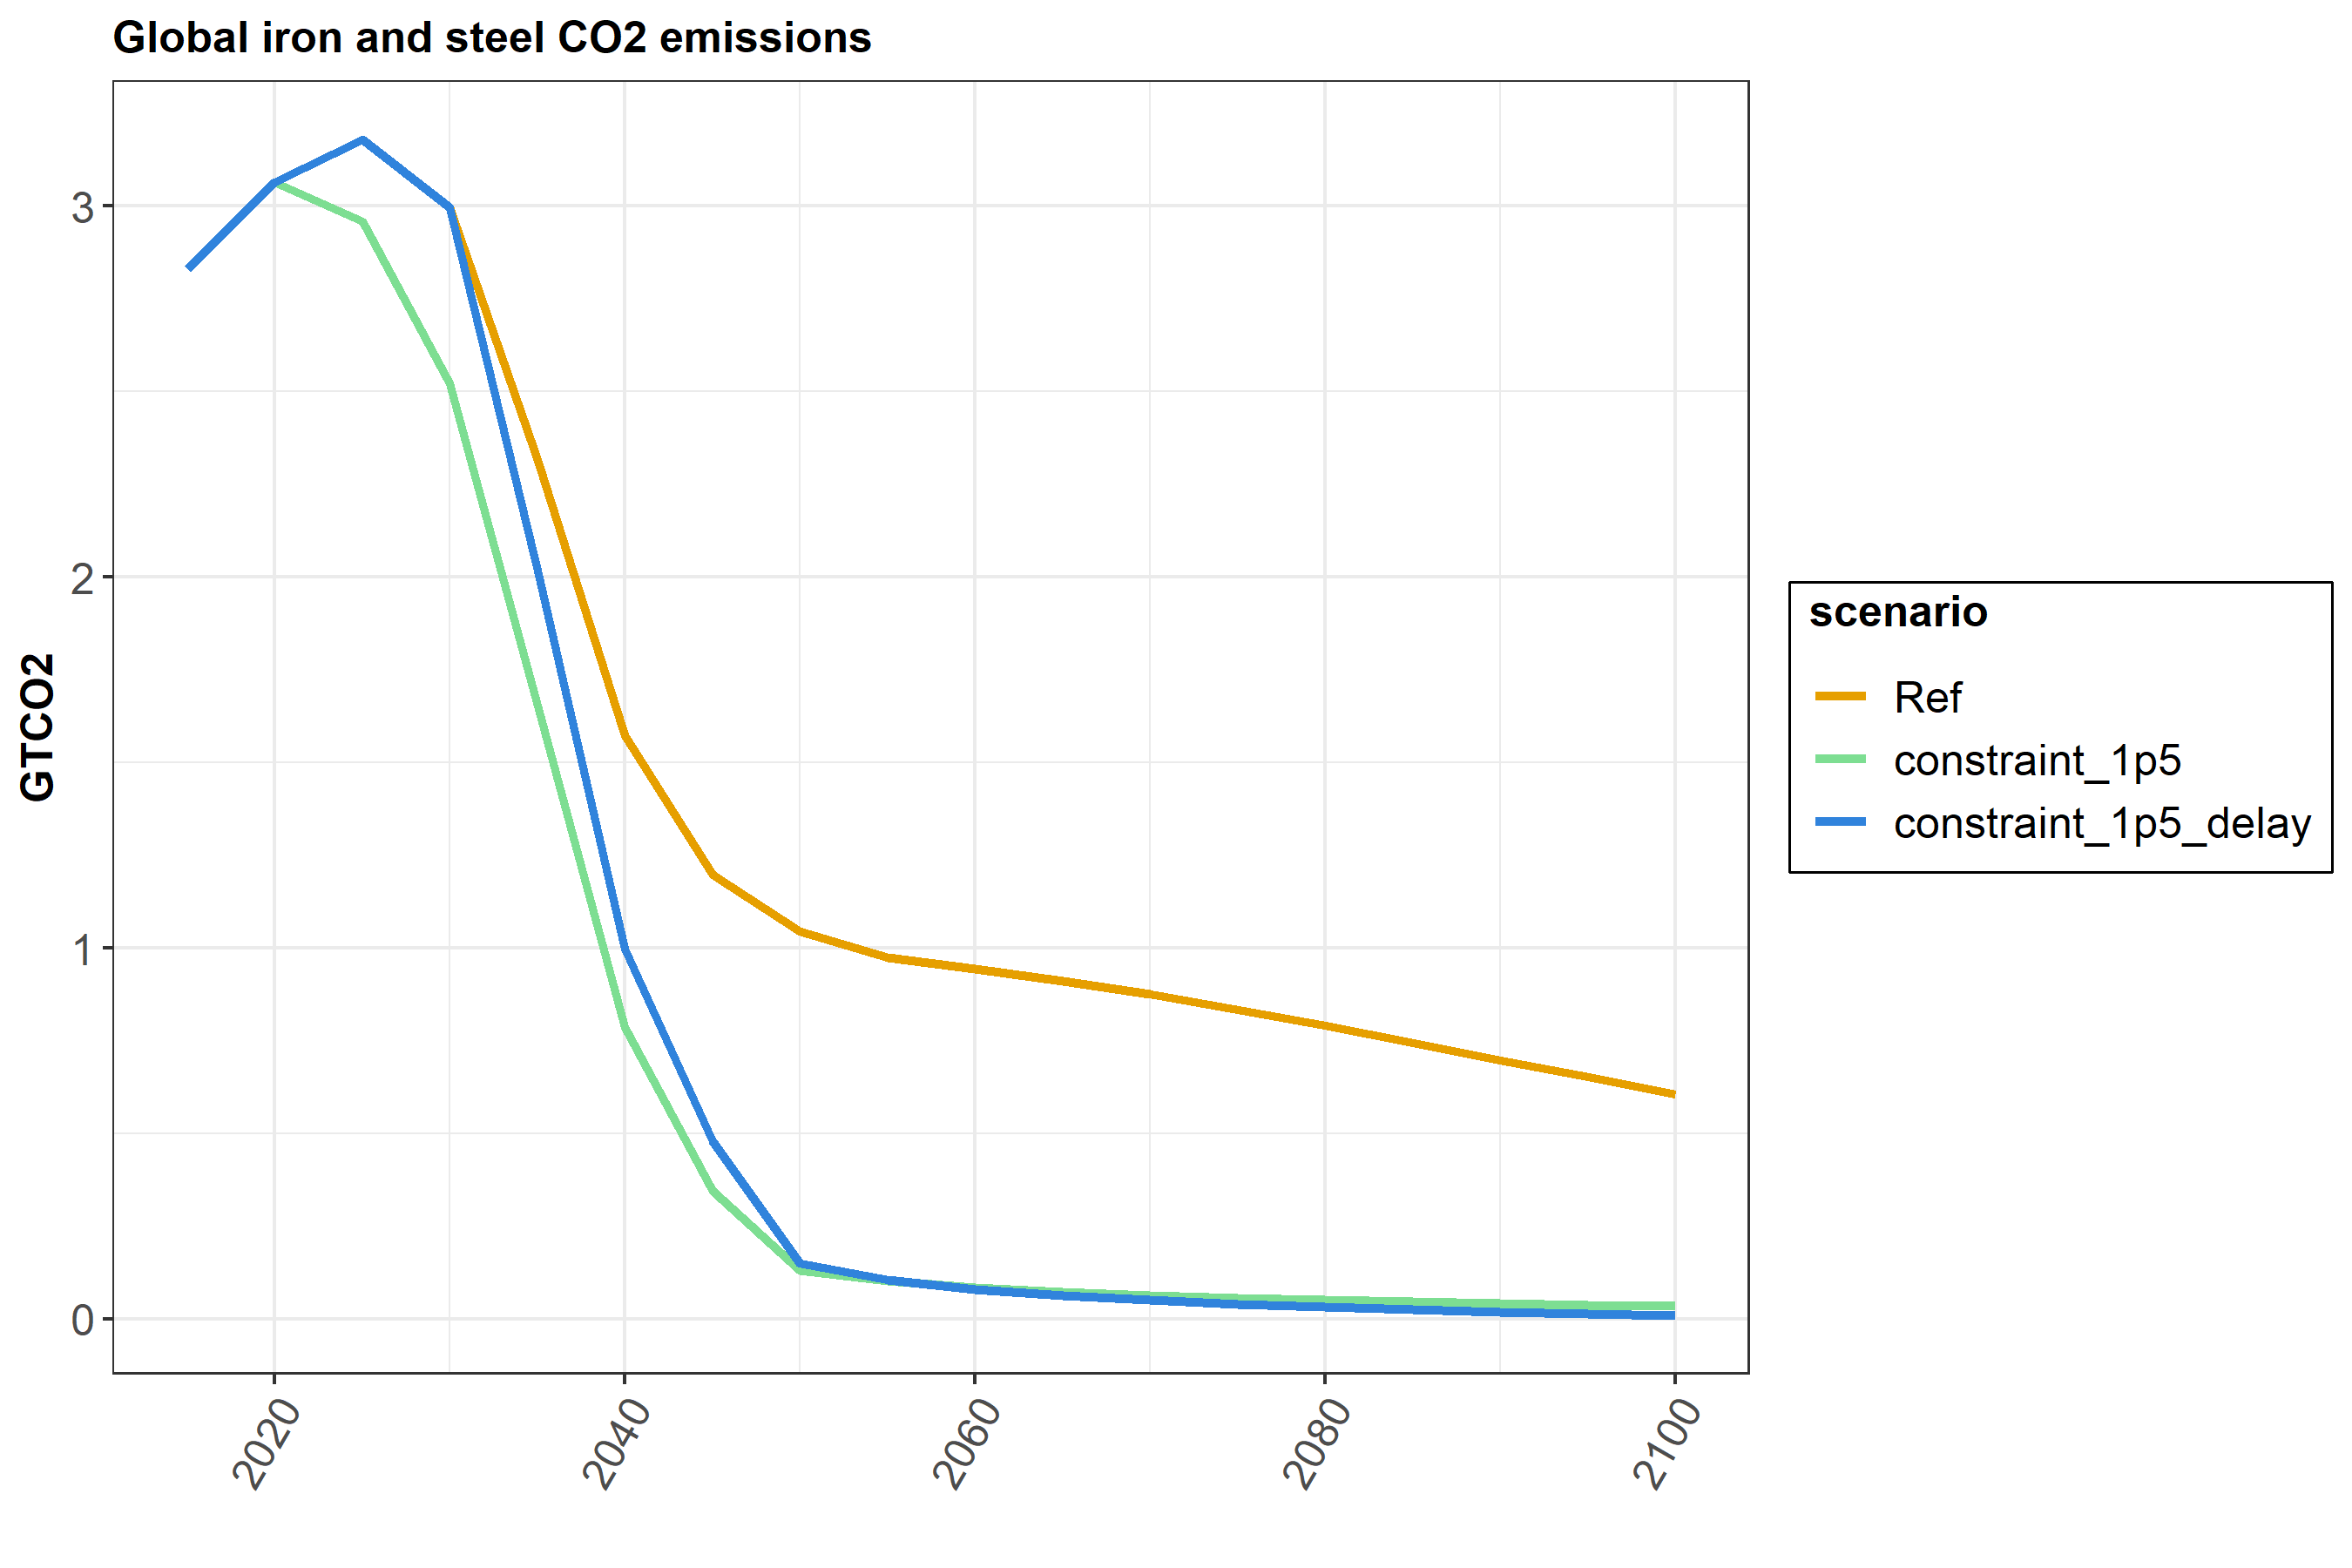 Global iron and steel CO2 emissions
GTCO2
3
2
1
0
2020
2040
2060
2080
2100
scenario
Ref
constraint_1p5
constraint_1p5_delay